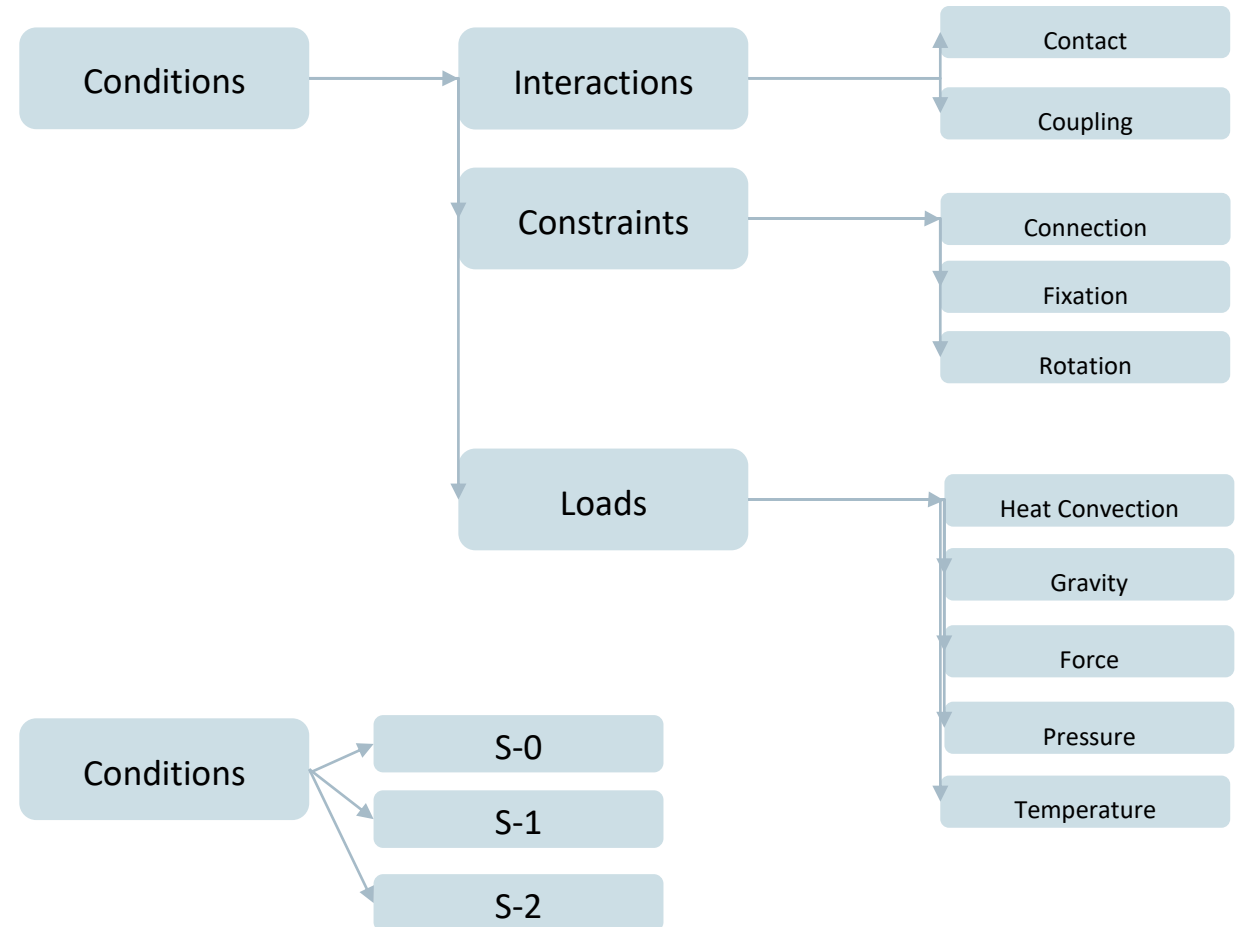 Conditions
Interactions
Contact
Coupling
Constraints
Connection
Fixation
Rotation
Loads
Heat Convection
Gravity
Force
Pressure
Temperature
Conditions
S-0
S-1
S-2